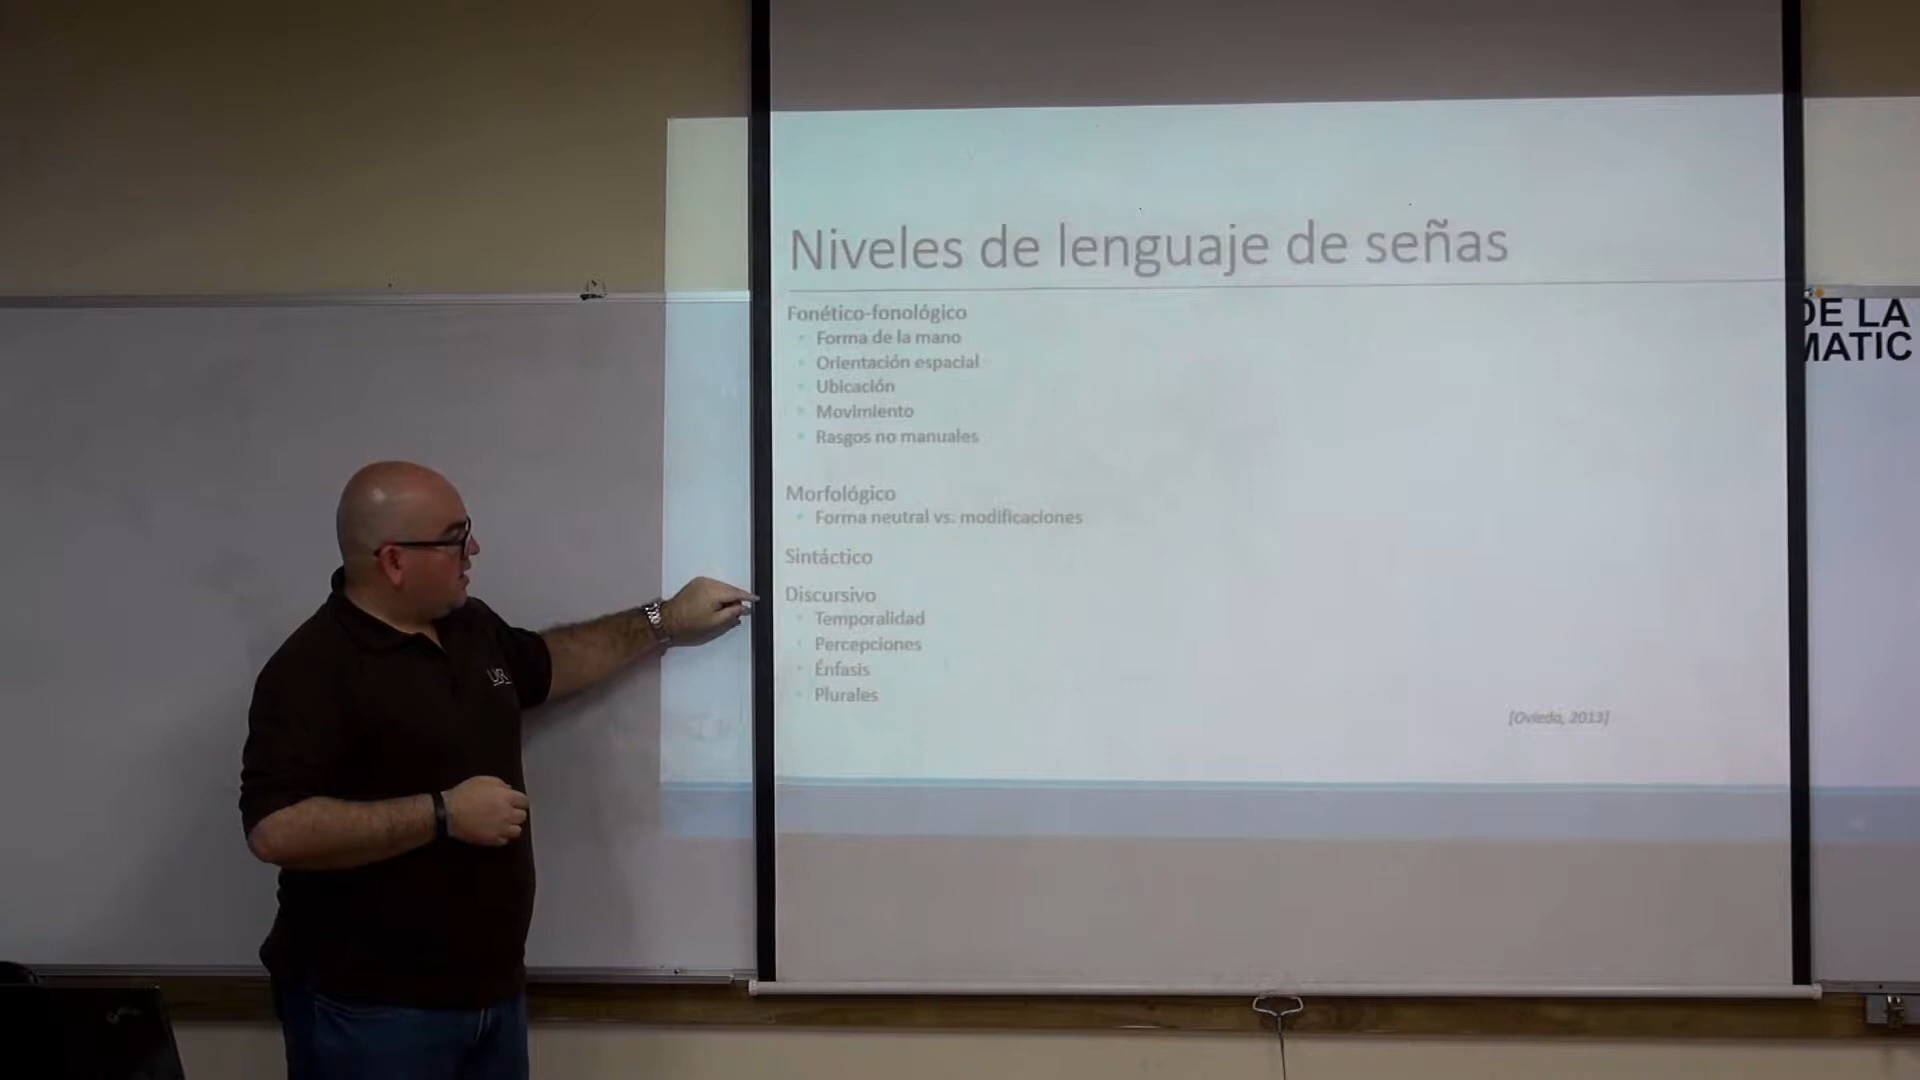 Niveles de lenguaje de señas
Fonético-fonológico
Forma de la mano
Orientación espacial
Ubicación
Movimiento
Rasgos no manuales
Morfológico
Forma neutral vs. modificaciones
Sintáctico
Discursivo
Temporalidad
Percepciones
Énfasis
Plurales
[Oviedo, 2013]
DE LA
MATIC